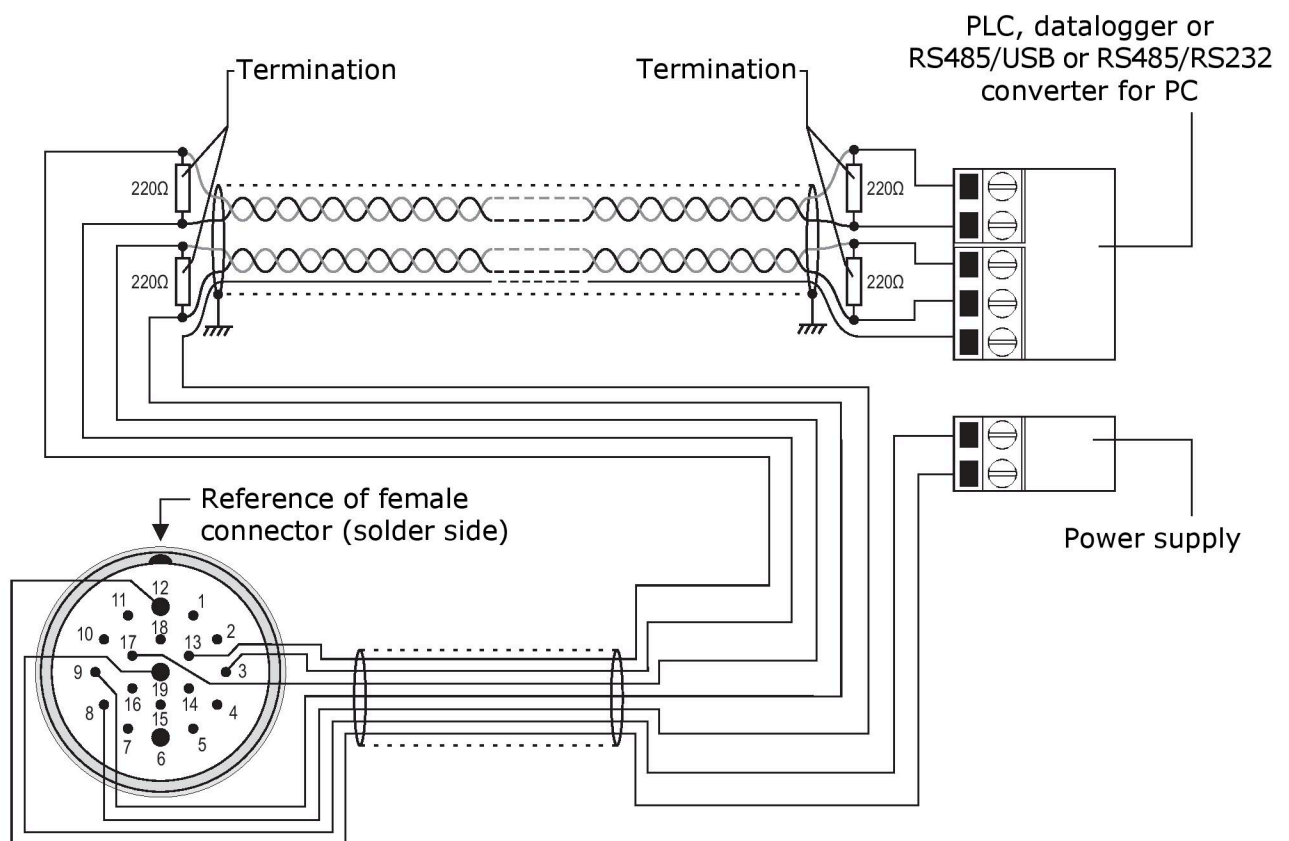 PLC, datalogger or
RS485/USB or RS485/RS232
converter for PC
Termination
Termination
220Ω
220Ω
220Ω
220Ω
Reference of female
connector (solder side)
Power supply
12
11
1
10
18
2
17
13
9
3
19
16
14
8
15
4
7
5
6